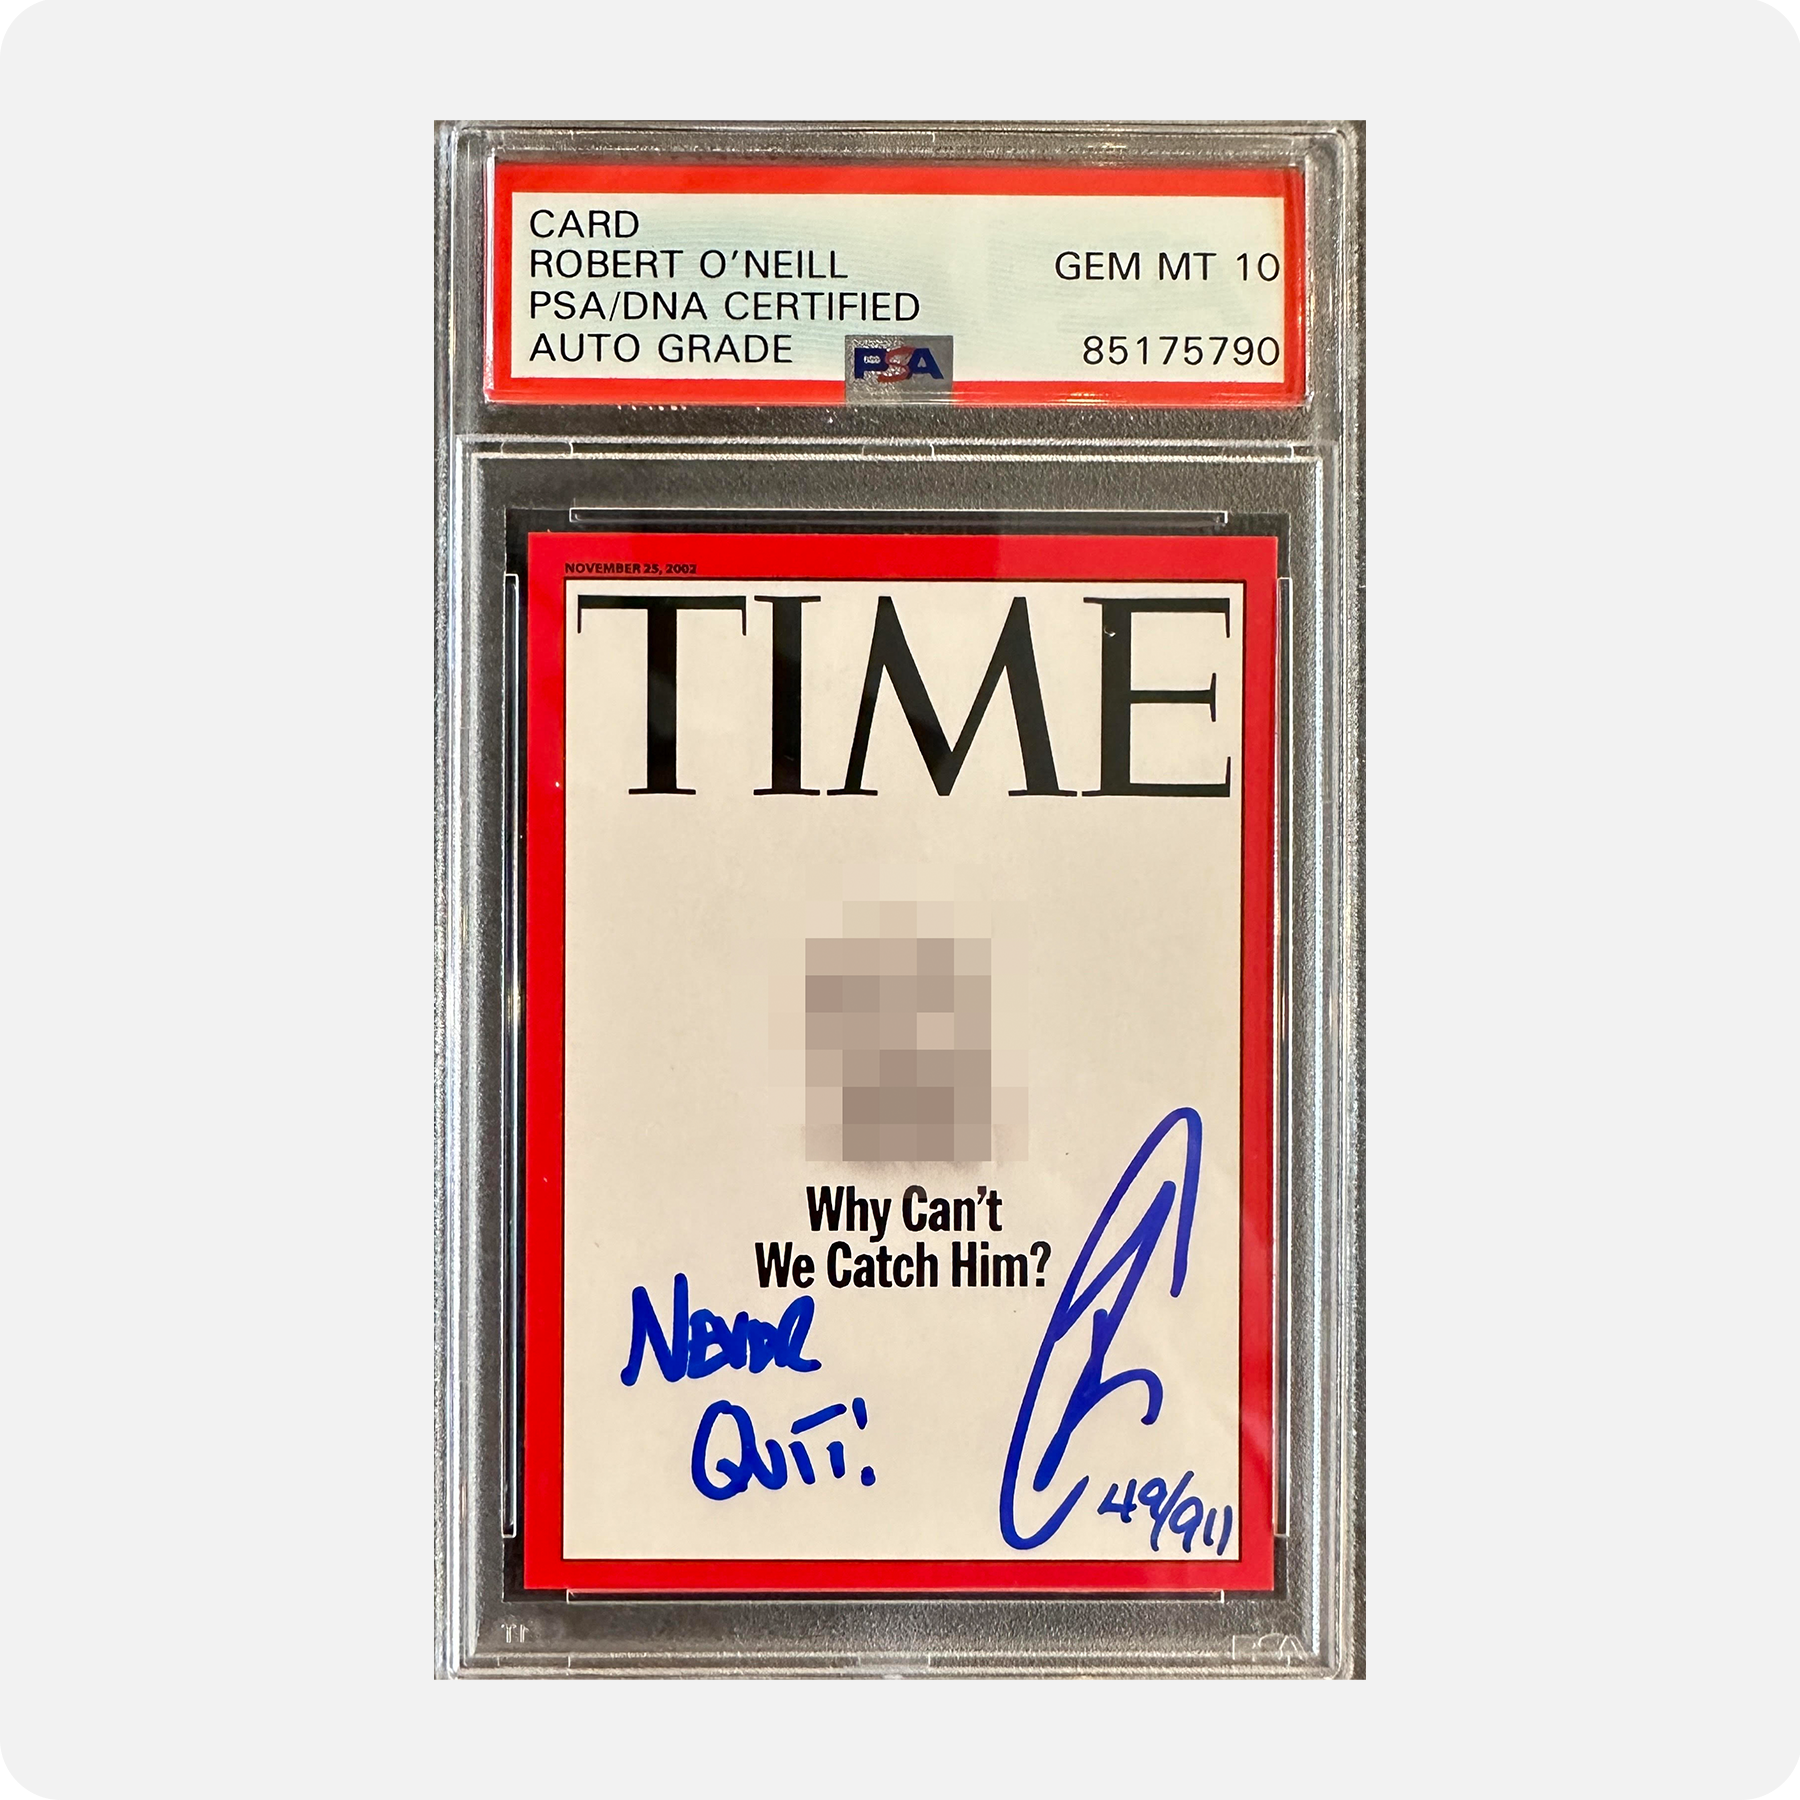 CARD
ROBERT O'NEILL
PSA/DNA CERTIFIED
AUTO GRADE
GEM MT 10
85175790
PSA
NOVEMBER 25, 2002
TIME
Why Can't
We Catch Him?
NEVER
QUIT!
49/911
PSA